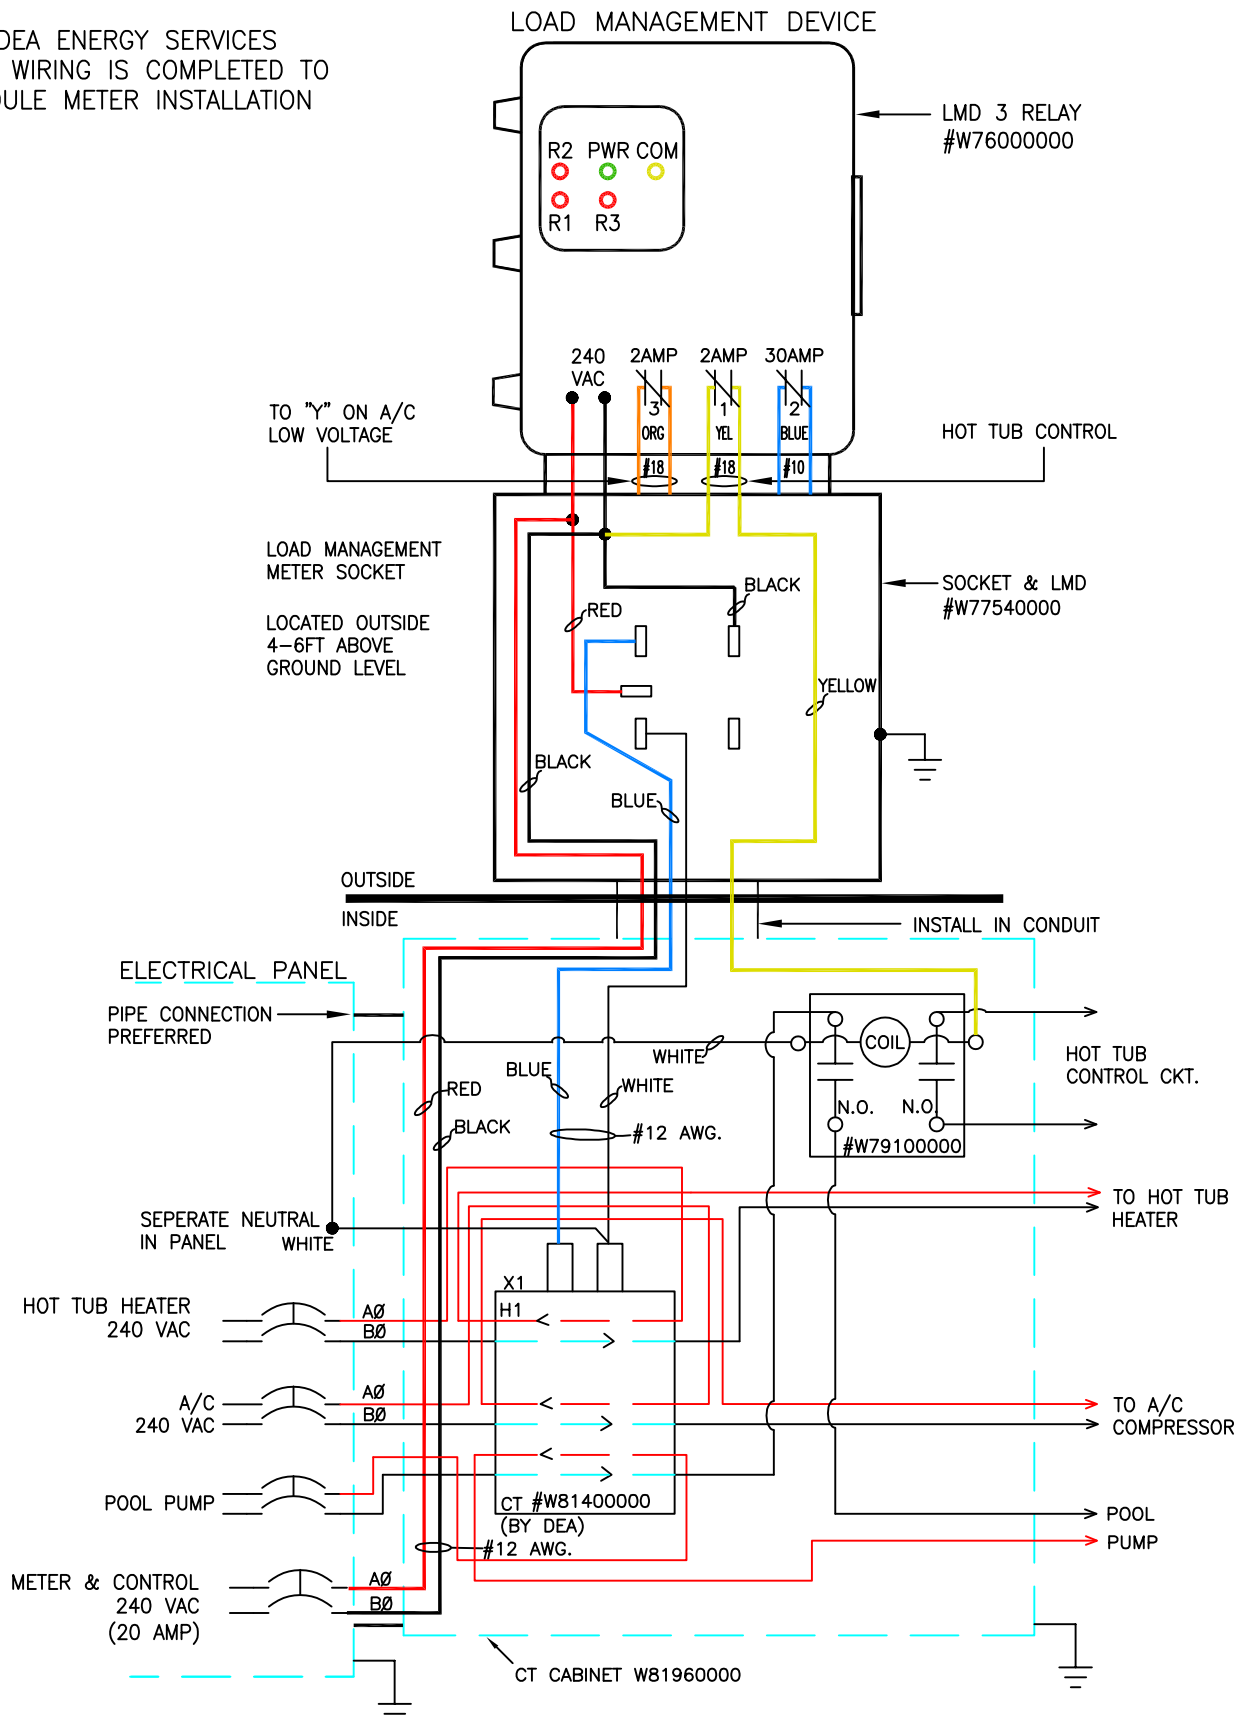 LOAD MANAGEMENT DEVICE
DEA ENERGY SERVICES
WIRING IS COMPLETED TO
METER INSTALLATION
LMD 3 RELAY
#W76000000
R2 PWR COM
R1 R3
240
VAC
2AMP
2AMP
30AMP
3
1
2
ORG
YEL
BLUE
#18
#18
#10
TO "Y" ON A/C
LOW VOLTAGE
HOT TUB CONTROL
LOAD MANAGEMENT
METER SOCKET
LOCATED OUTSIDE
4-6FT ABOVE
GROUND LEVEL
SOCKET & LMD
#W77540000
BLACK
RED
YELLOW
BLACK
BLUE
OUTSIDE
INSIDE
INSTALL IN CONDUIT
ELECTRICAL PANEL
PIPE CONNECTION
PREFERRED
COIL
N.O.
N.O.
#W79100000
HOT TUB
CONTROL CKT.
WHITE
BLUE
WHITE
RED
BLACK
#12 AWG.
SEPERATE NEUTRAL
IN PANEL
WHITE
TO HOT TUB
HEATER
X1
H1
HOT TUB HEATER
240 VAC
AØ
BØ
A/C
240 VAC
AØ
BØ
TO A/C
COMPRESSOR
POOL PUMP
CT #W81400000
(BY DEA)
#12 AWG.
POOL
PUMP
METER & CONTROL
240 VAC
(20 AMP)
AØ
BØ
CT CABINET W81960000